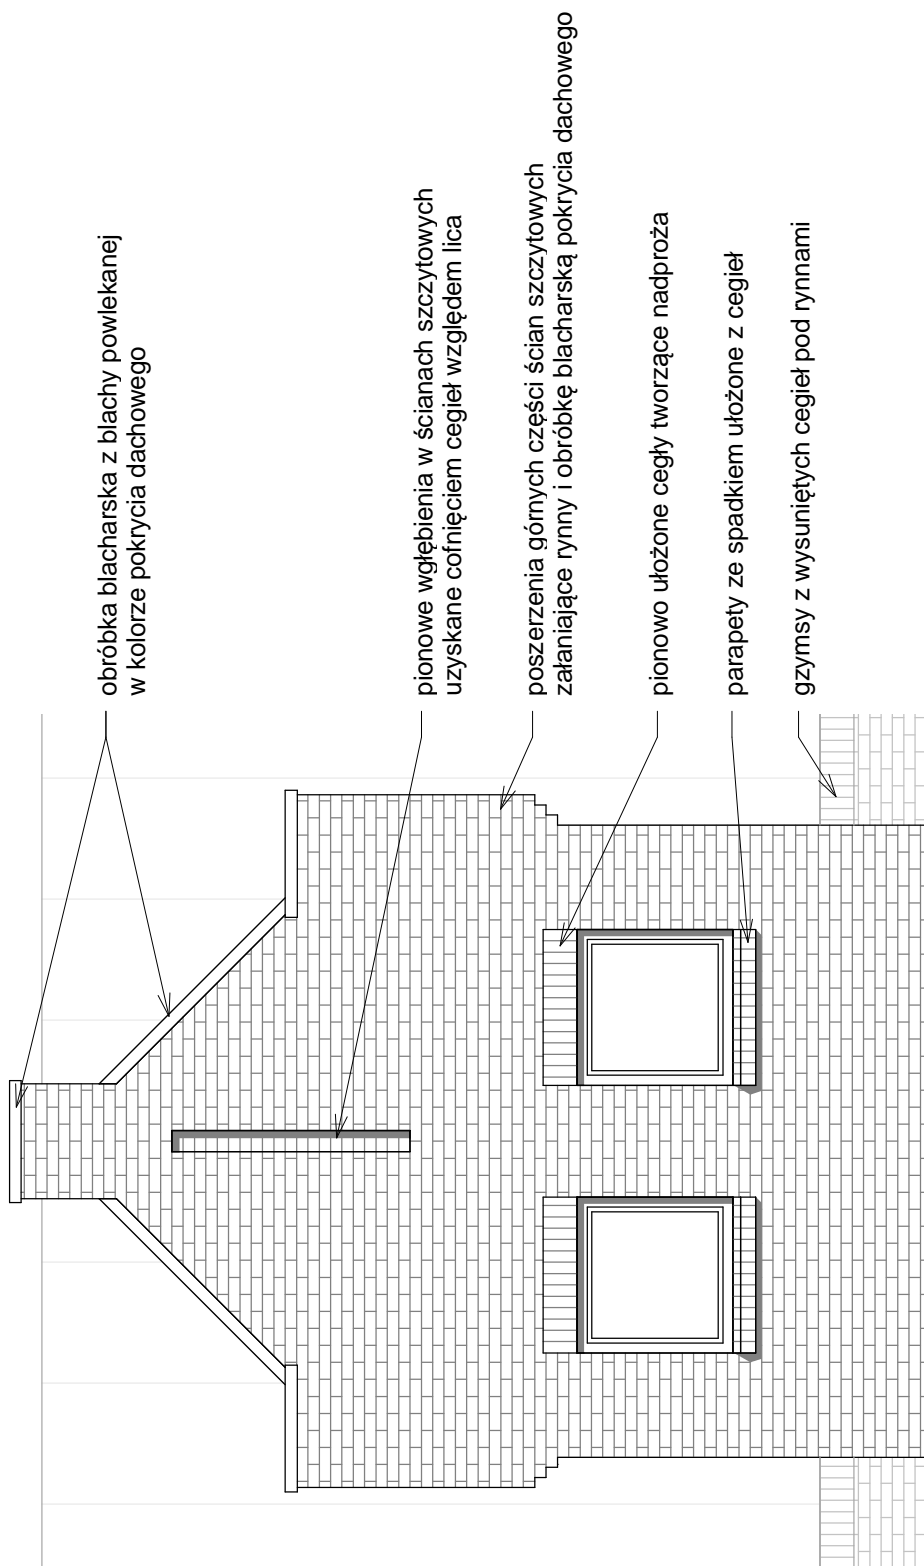 obróbka blacharska z blachy powlekanej
w kolorze pokrycia dachowego
pionowe wgłębienia w ścianach szczytowych
uzyskane cofnięciem cegieł względem lica
poszerzenia górnych części ścian szczytowych
załaniające rynny i obróbkę blacharską pokrycia dachowego
pionowo ułożone cegły tworzące nadproża
parapety ze spadkiem ułożone z cegieł
gzymsy z wysuniętych cegieł pod rynnami